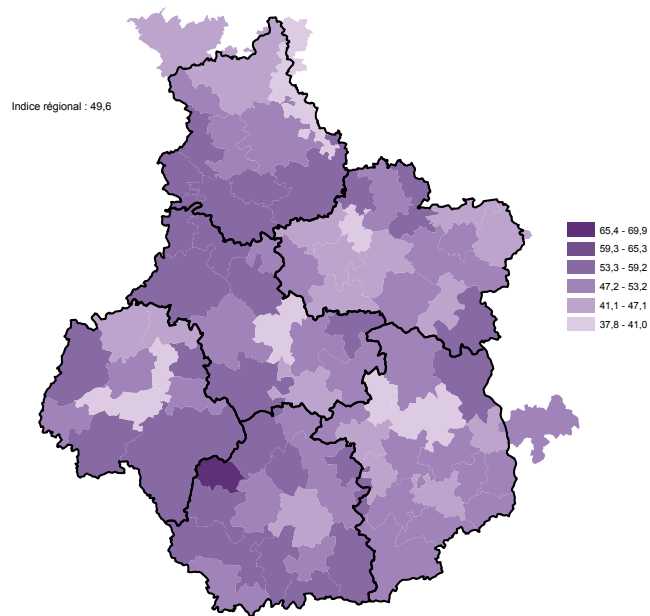 Indice régional : 49,6
65,4 - 69,9
59,3 - 65,3
53,3 - 59,2
47,2 - 53,2
41,1 - 47,1
37,8 - 41,0